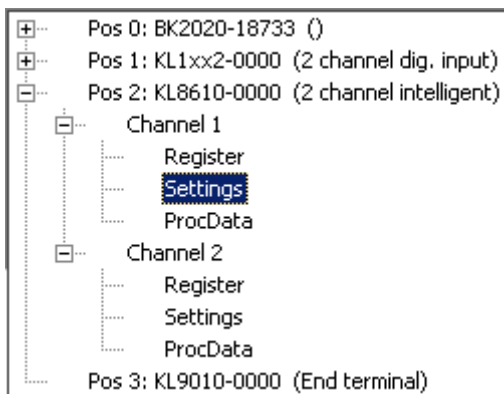 Pos 0: BK2020-18733 ()
Pos 1: KL1xx2-0000 (2 channel dig. input)
Pos 2: KL8610-0000 (2 channel intelligent)
Channel 1
Register
Settings
ProcData
Channel 2
Register
Settings
ProcData
Pos 3: KL9010-0000 (End terminal)